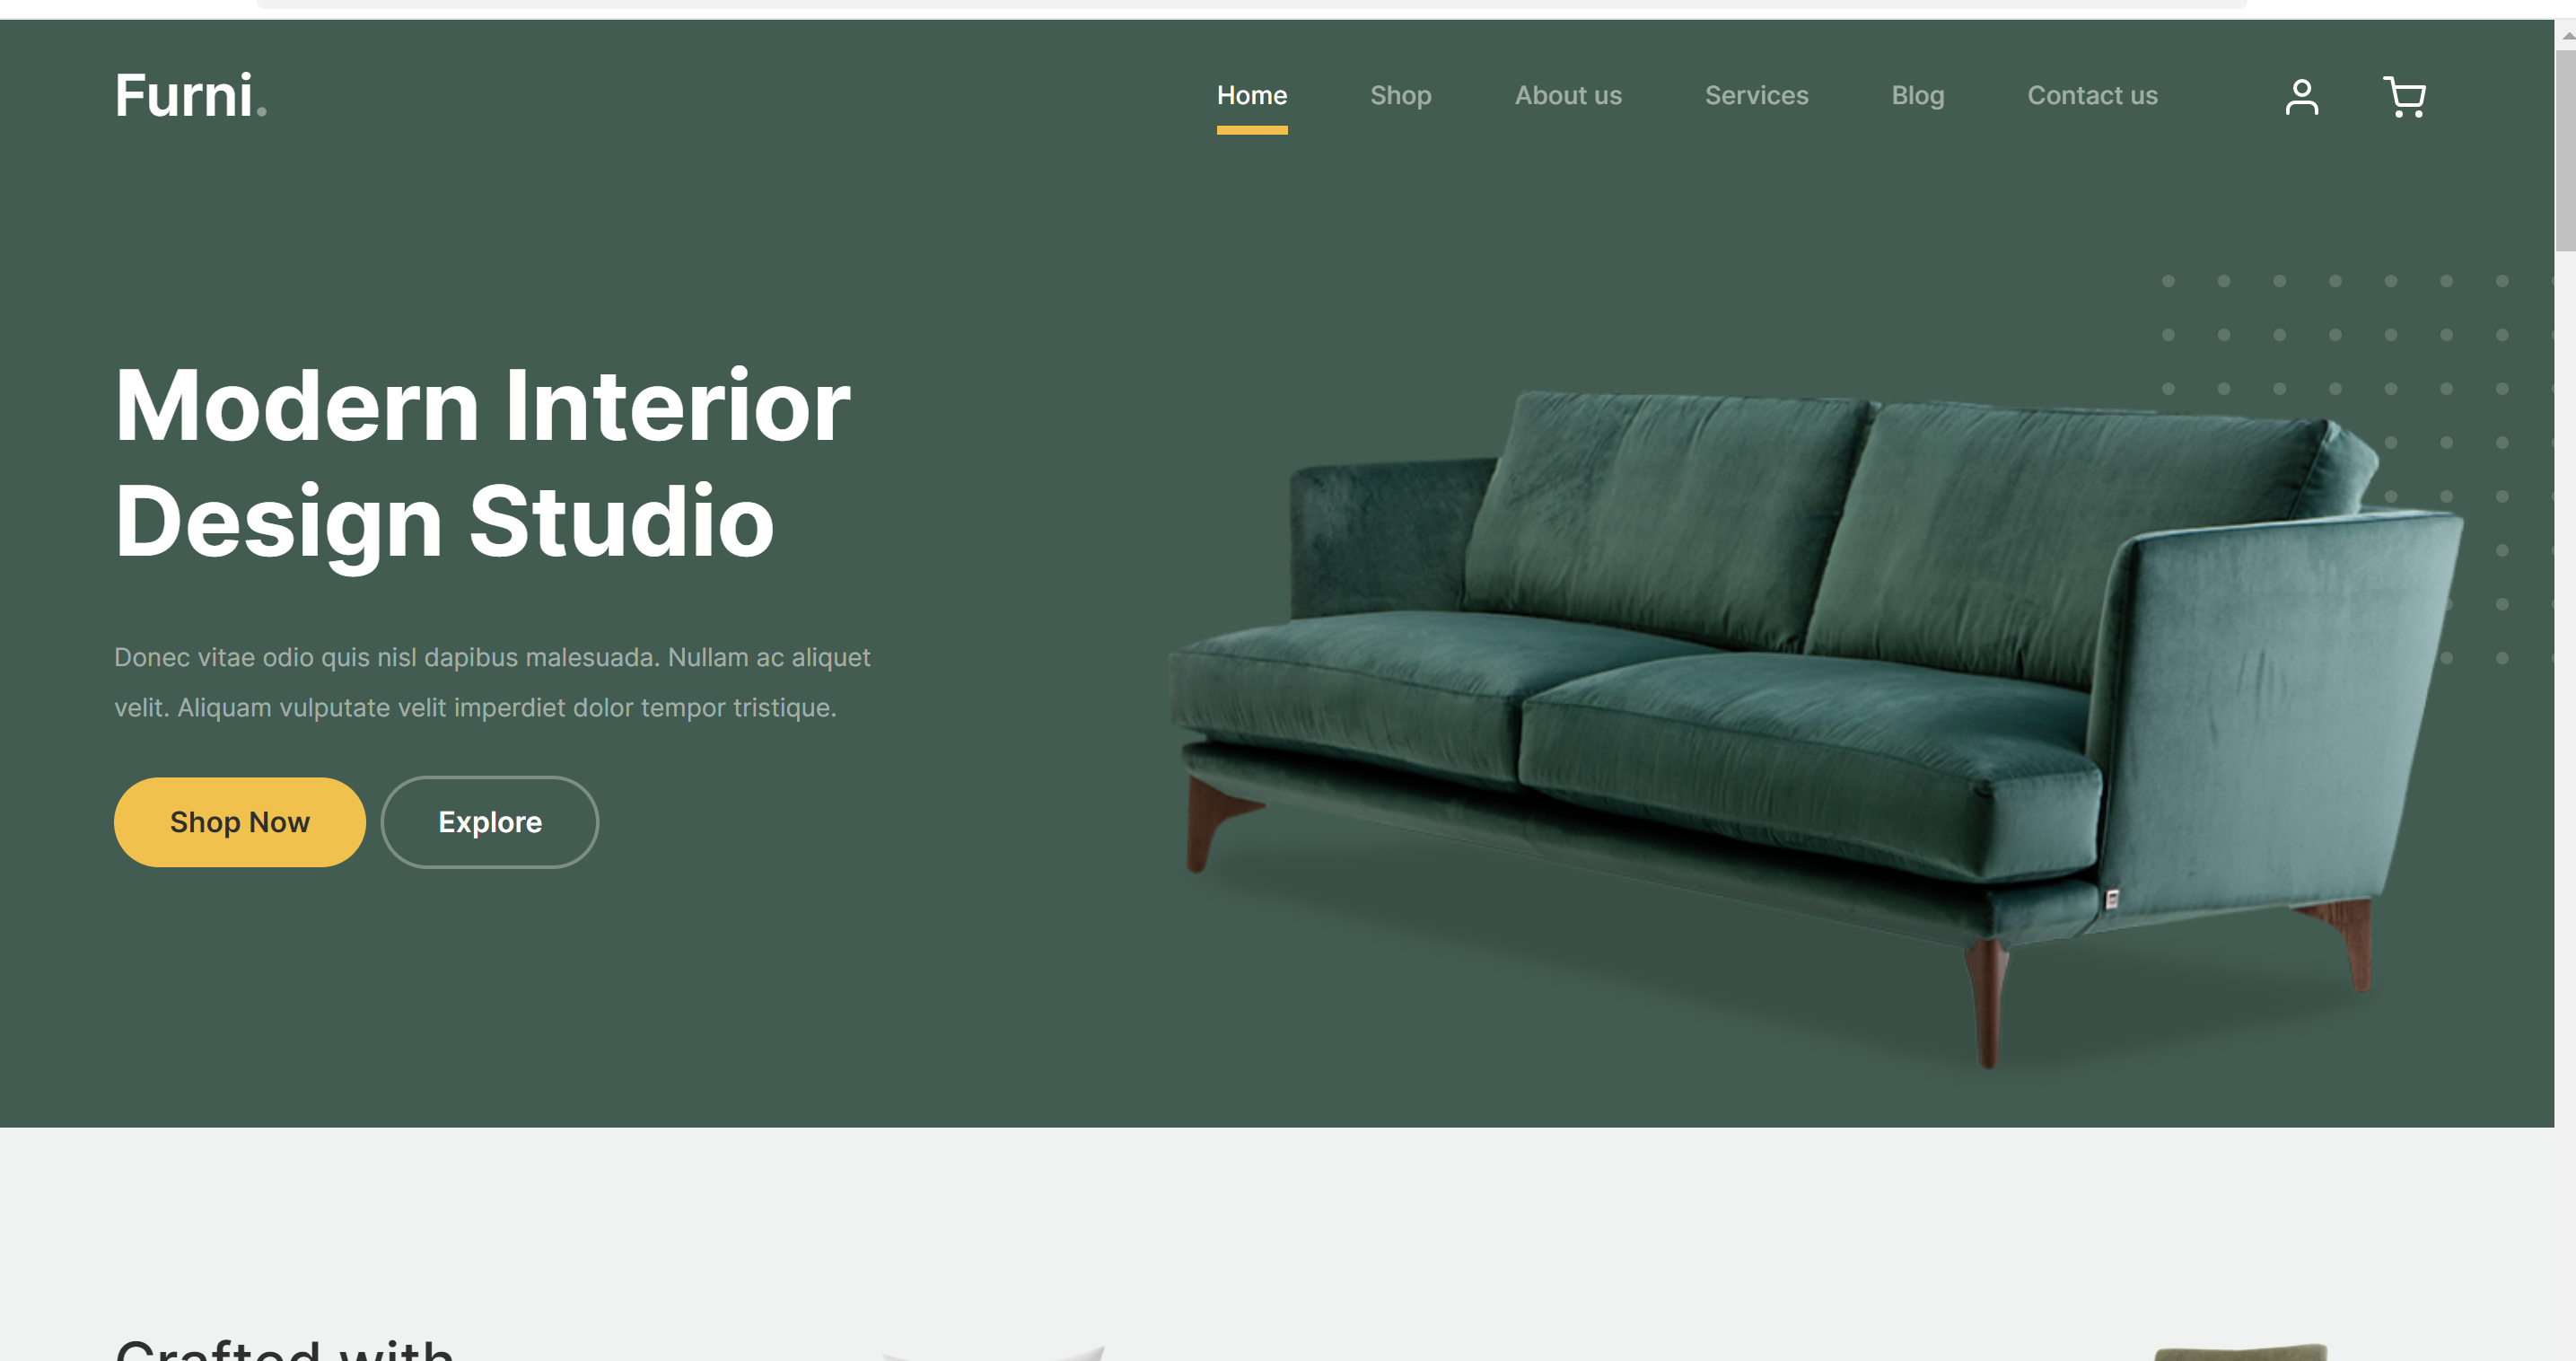 Furni.
Home
Shop
About us
Services
Blog
Contact us
Modern Interior
Design Studio
Donec vitae odio quis nisl dapibus malesuada. Nullam ac aliquet
velit. Aliquam vulputate velit imperdiet dolor tempor tristique.
Shop Now
Explore
Crafted with